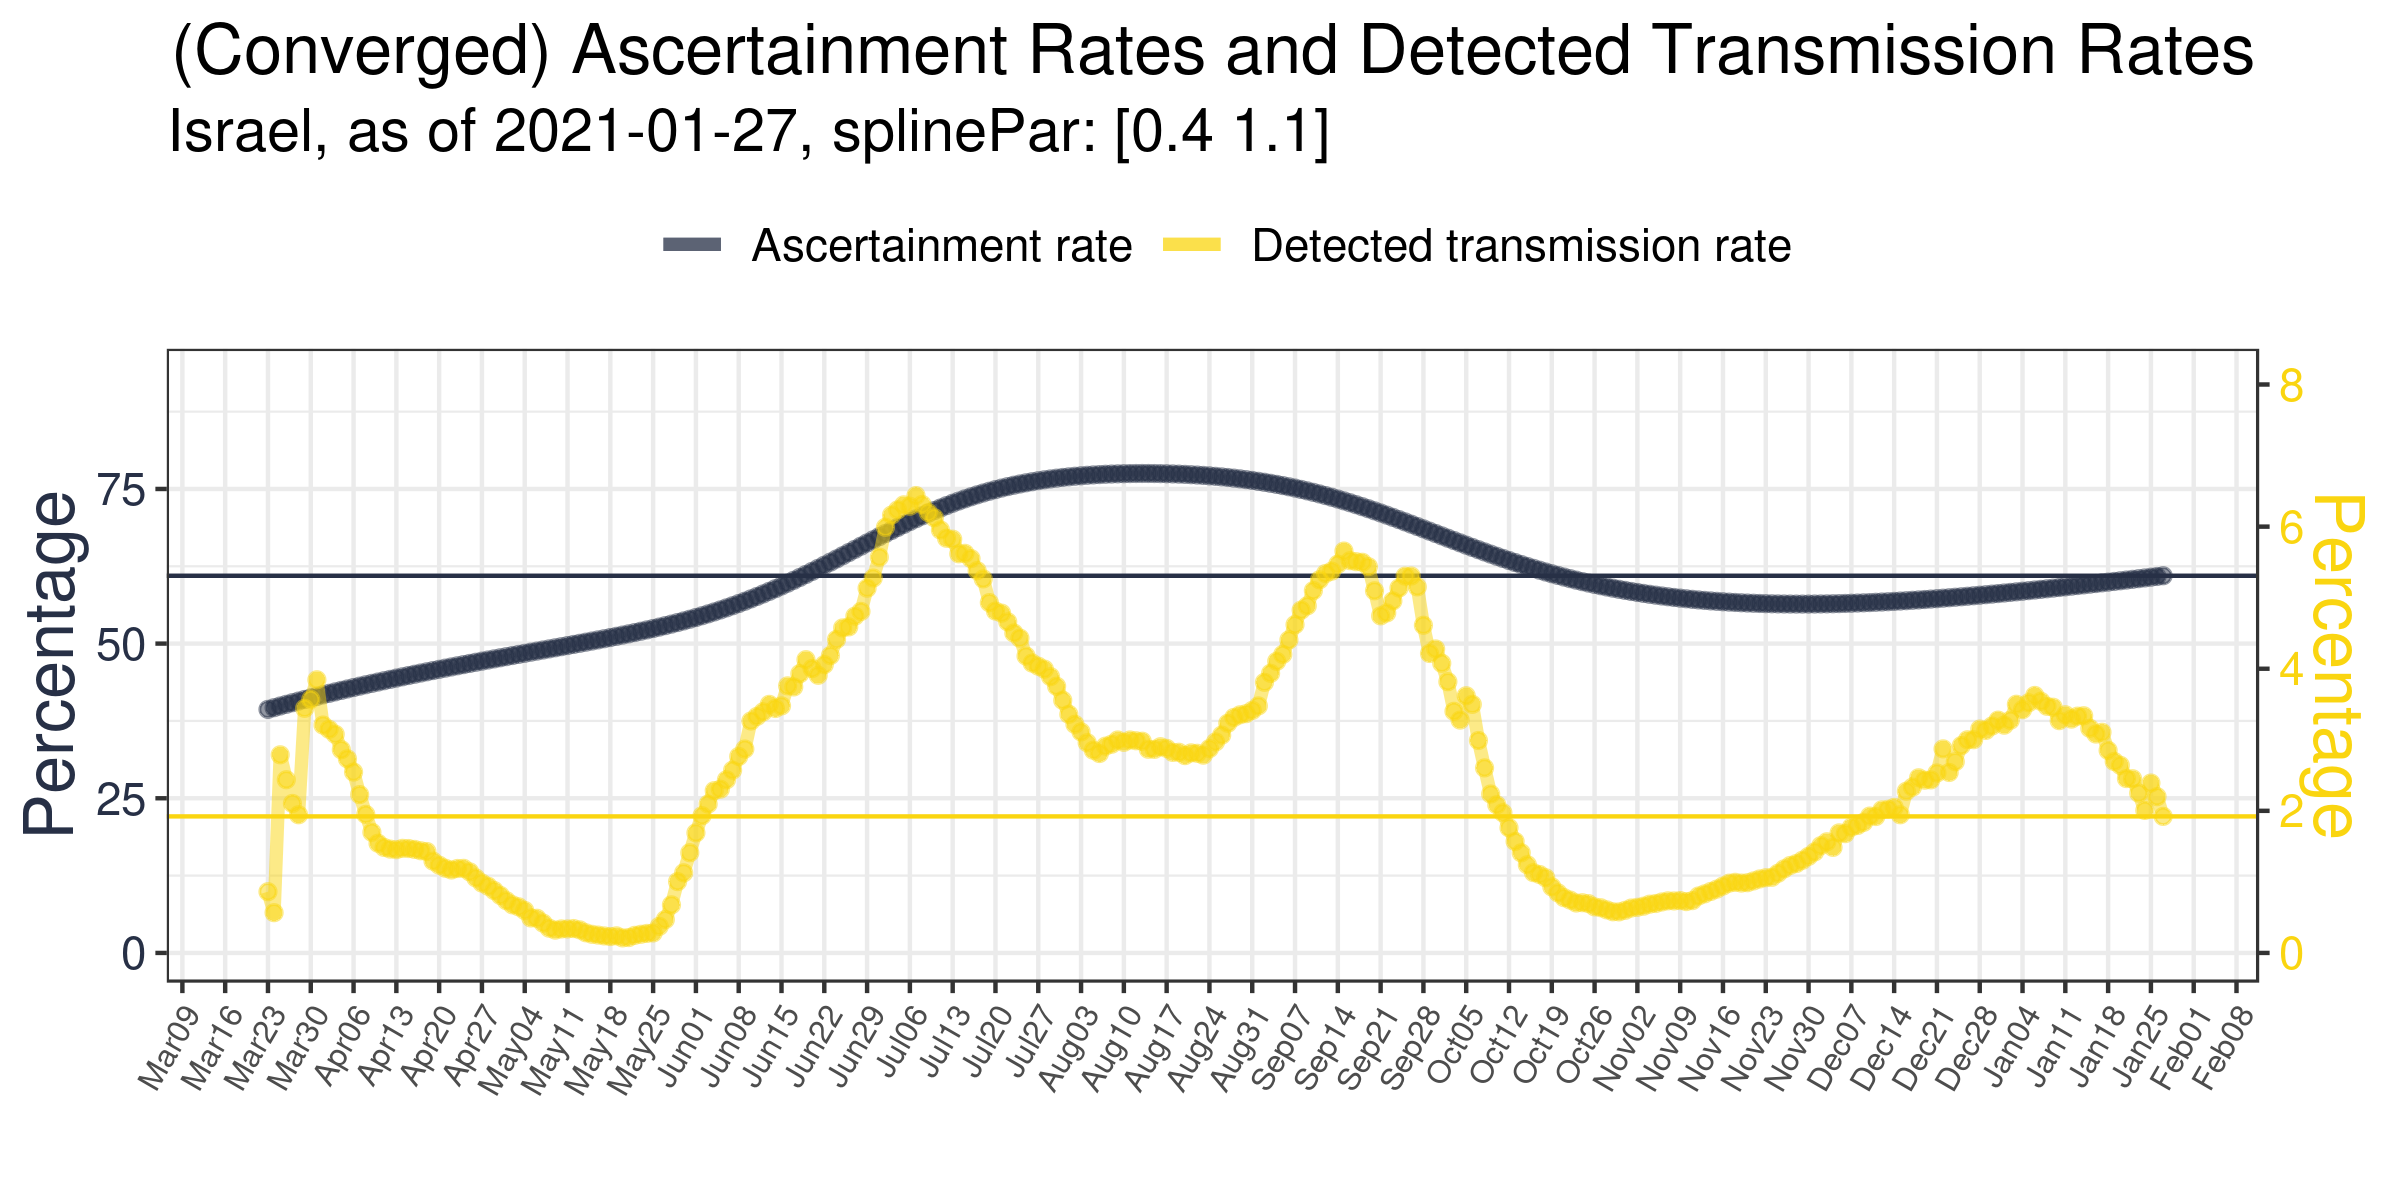 (Converged) Ascertainment Rates and Detected Transmission Rates
Israel, as of 2021-01-27, splinePar: [0.4 1.1]
Ascertainment rate
Detected transmission rate
Percentage
75
50
25
0
8
6
4
2
0
Percentage
Mar09
Mar16
Mar23
Mar30
Apr06
Apr13
Apr20
Apr27
May04
May11
May18
May25
Jun01
Jun08
Jun15
Jun22
Jun29
Jul06
Jul13
Jul20
Jul27
Aug03
Aug10
Aug17
Aug24
Aug31
Sep07
Sep14
Sep21
Sep28
Oct05
Oct12
Oct19
Oct26
Nov02
Nov09
Nov16
Nov23
Nov30
Dec07
Dec14
Dec21
Dec28
Jan04
Jan11
Jan18
Jan25
Feb01
Feb08